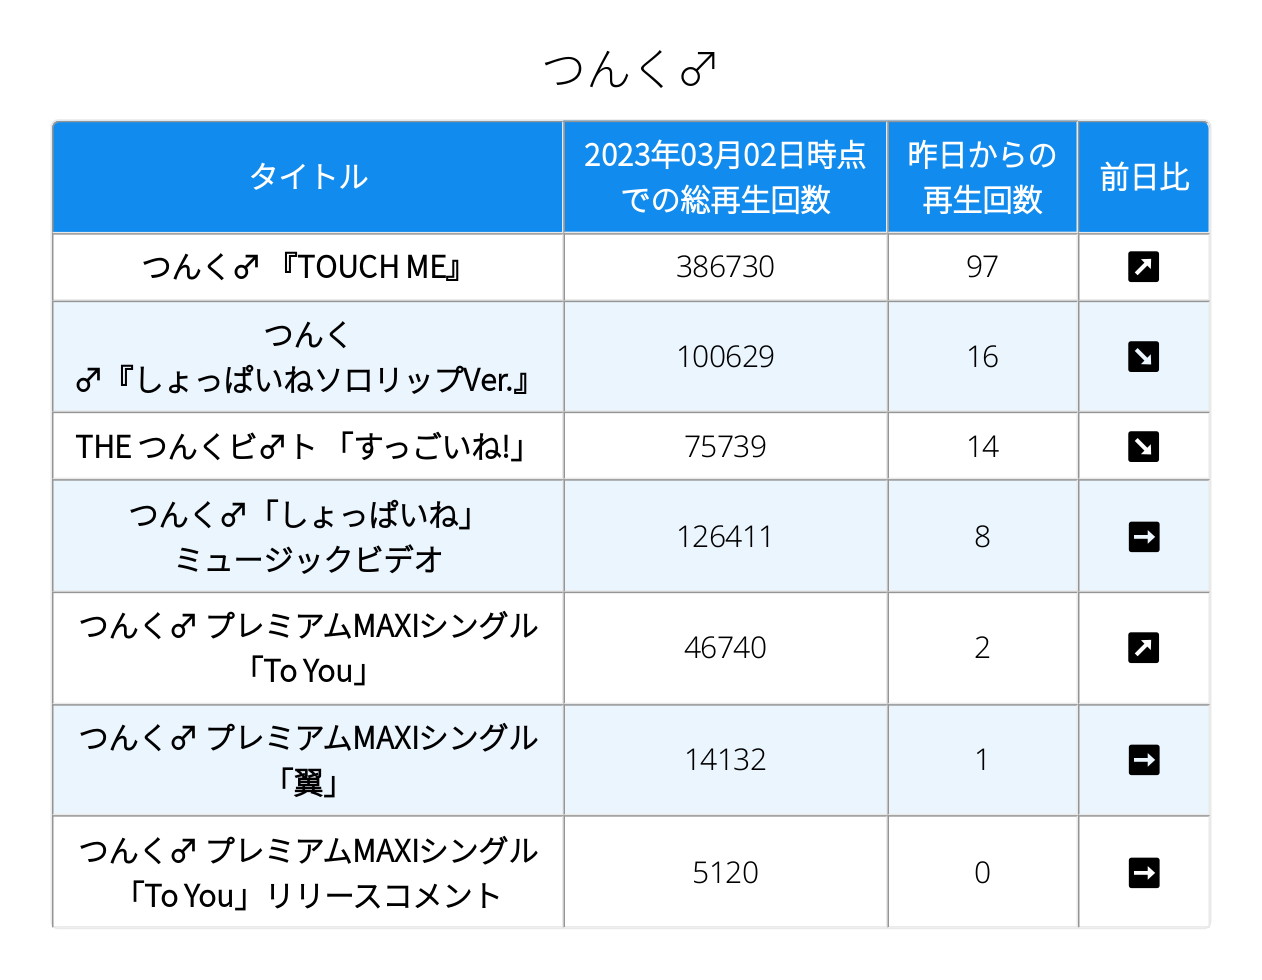 つんく♂
タイトル
2023年03月02日時点
での総再生回数
昨日からの
再生回数
前日比
つんく♂ 『TOUCH ME』
386730
97
つんく
♂『しょっぱいねソロリップVer.』
100629
16
THE つんくビ♂ト 「すっごいね!」
75739
14
つんく♂「しょっぱいね」
ミュージックビデオ
126411
8
つんく♂ プレミアムMAXIシングル
「To You」
46740
2
つんく♂ プレミアムMAXIシングル
「翼」
14132
1
つんく♂ プレミアムMAXIシングル
「To You」リリースコメント
5120
0